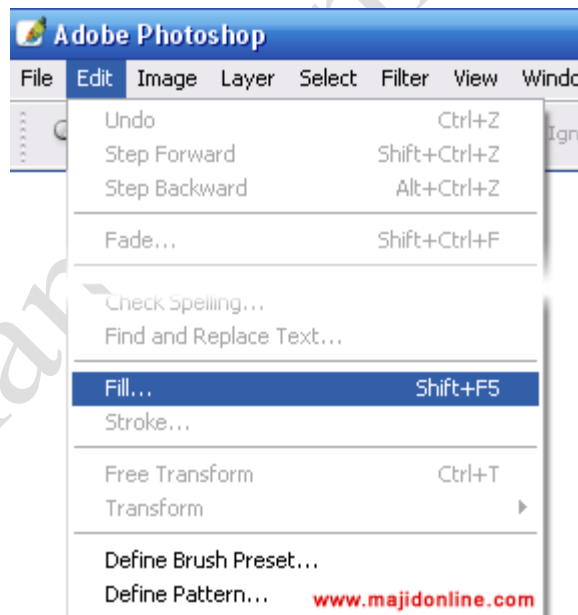 Adobe Photoshop
File Edit Image Layer Select Filter View Windo
Ign
Undo Ctrl+Z
Step Forward Shift+Ctrl+Z
Step Backward Alt+Ctrl+Z
Fade... Shift+Ctrl+F
Check Spelling...
Find and Replace Text...
Fill... Shift+F5
Stroke...
Free Transform Ctrl+T
Transform
Define Brush Preset...
Define Pattern...
www.majidonline.com